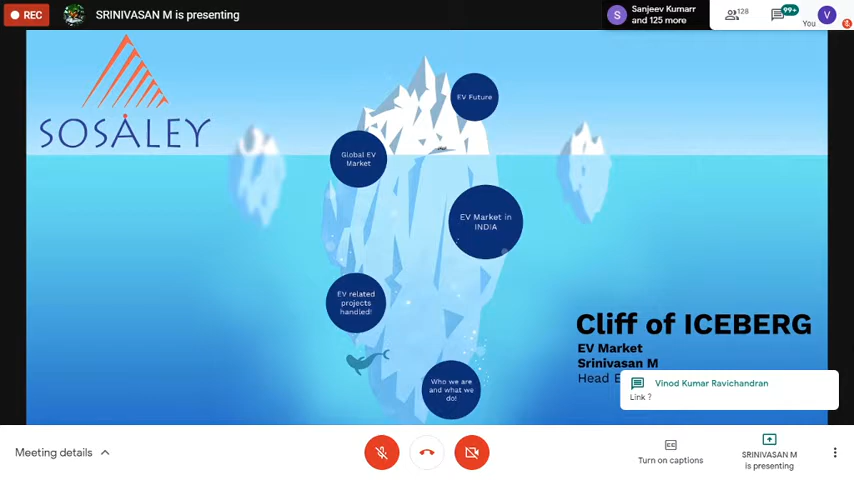 REC
SRINIVASAN M is presenting
S
Sanjeev Kumarr
and 125 more
128
99+
You
V
SOSALEY
EV Future
Global EV
Market
EV Market in
INDIA
EV related
projects
handled!
Who we are
and what we
do!
Cliff of ICEBERG
EV Market
Srinivasan M
Head
Vinod Kumar Ravichandran
Link ?
Meeting details
CC
Turn on captions
SRINIVASAN M
is presenting